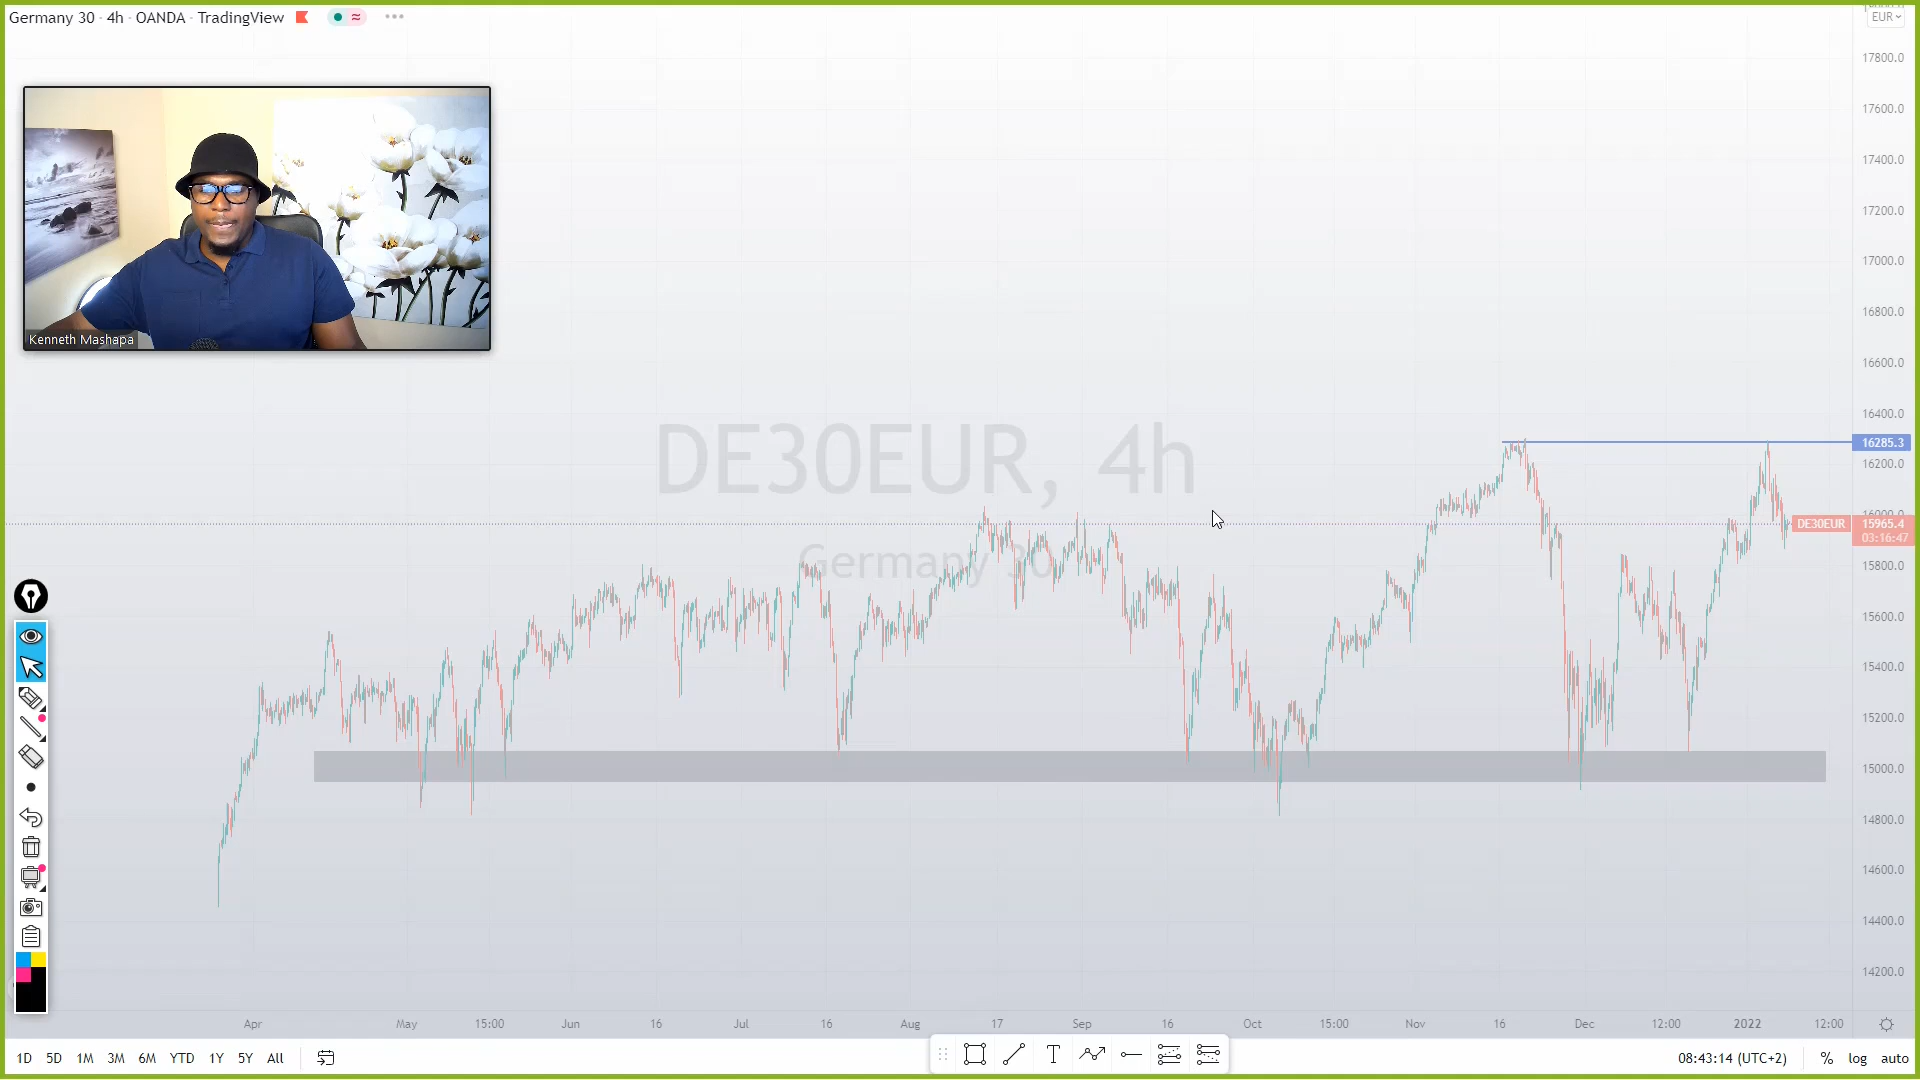 Germany 30 · 4h · OANDA · TradingView
EUR
17800.0
17600.0
17400.0
17200.0
17000.0
16800.0
16600.0
16400.0
16285.3
16200.0
16000.0
DE30EUR 15965.4
03:16:47
15800.0
15600.0
15400.0
15200.0
15000.0
14800.0
14600.0
14400.0
14200.0
Kenneth Mashapa
DE30EUR, 4h
Germany 30
Apr May 15:00 Jun 16 Jul 16 Aug 17 Sep 16 Oct 15:00 Nov 16 Dec 12:00 2022 12:00
1D 5D 1M 3M 6M YTD 1Y 5Y All
T
08:43:14 (UTC+2) % log auto